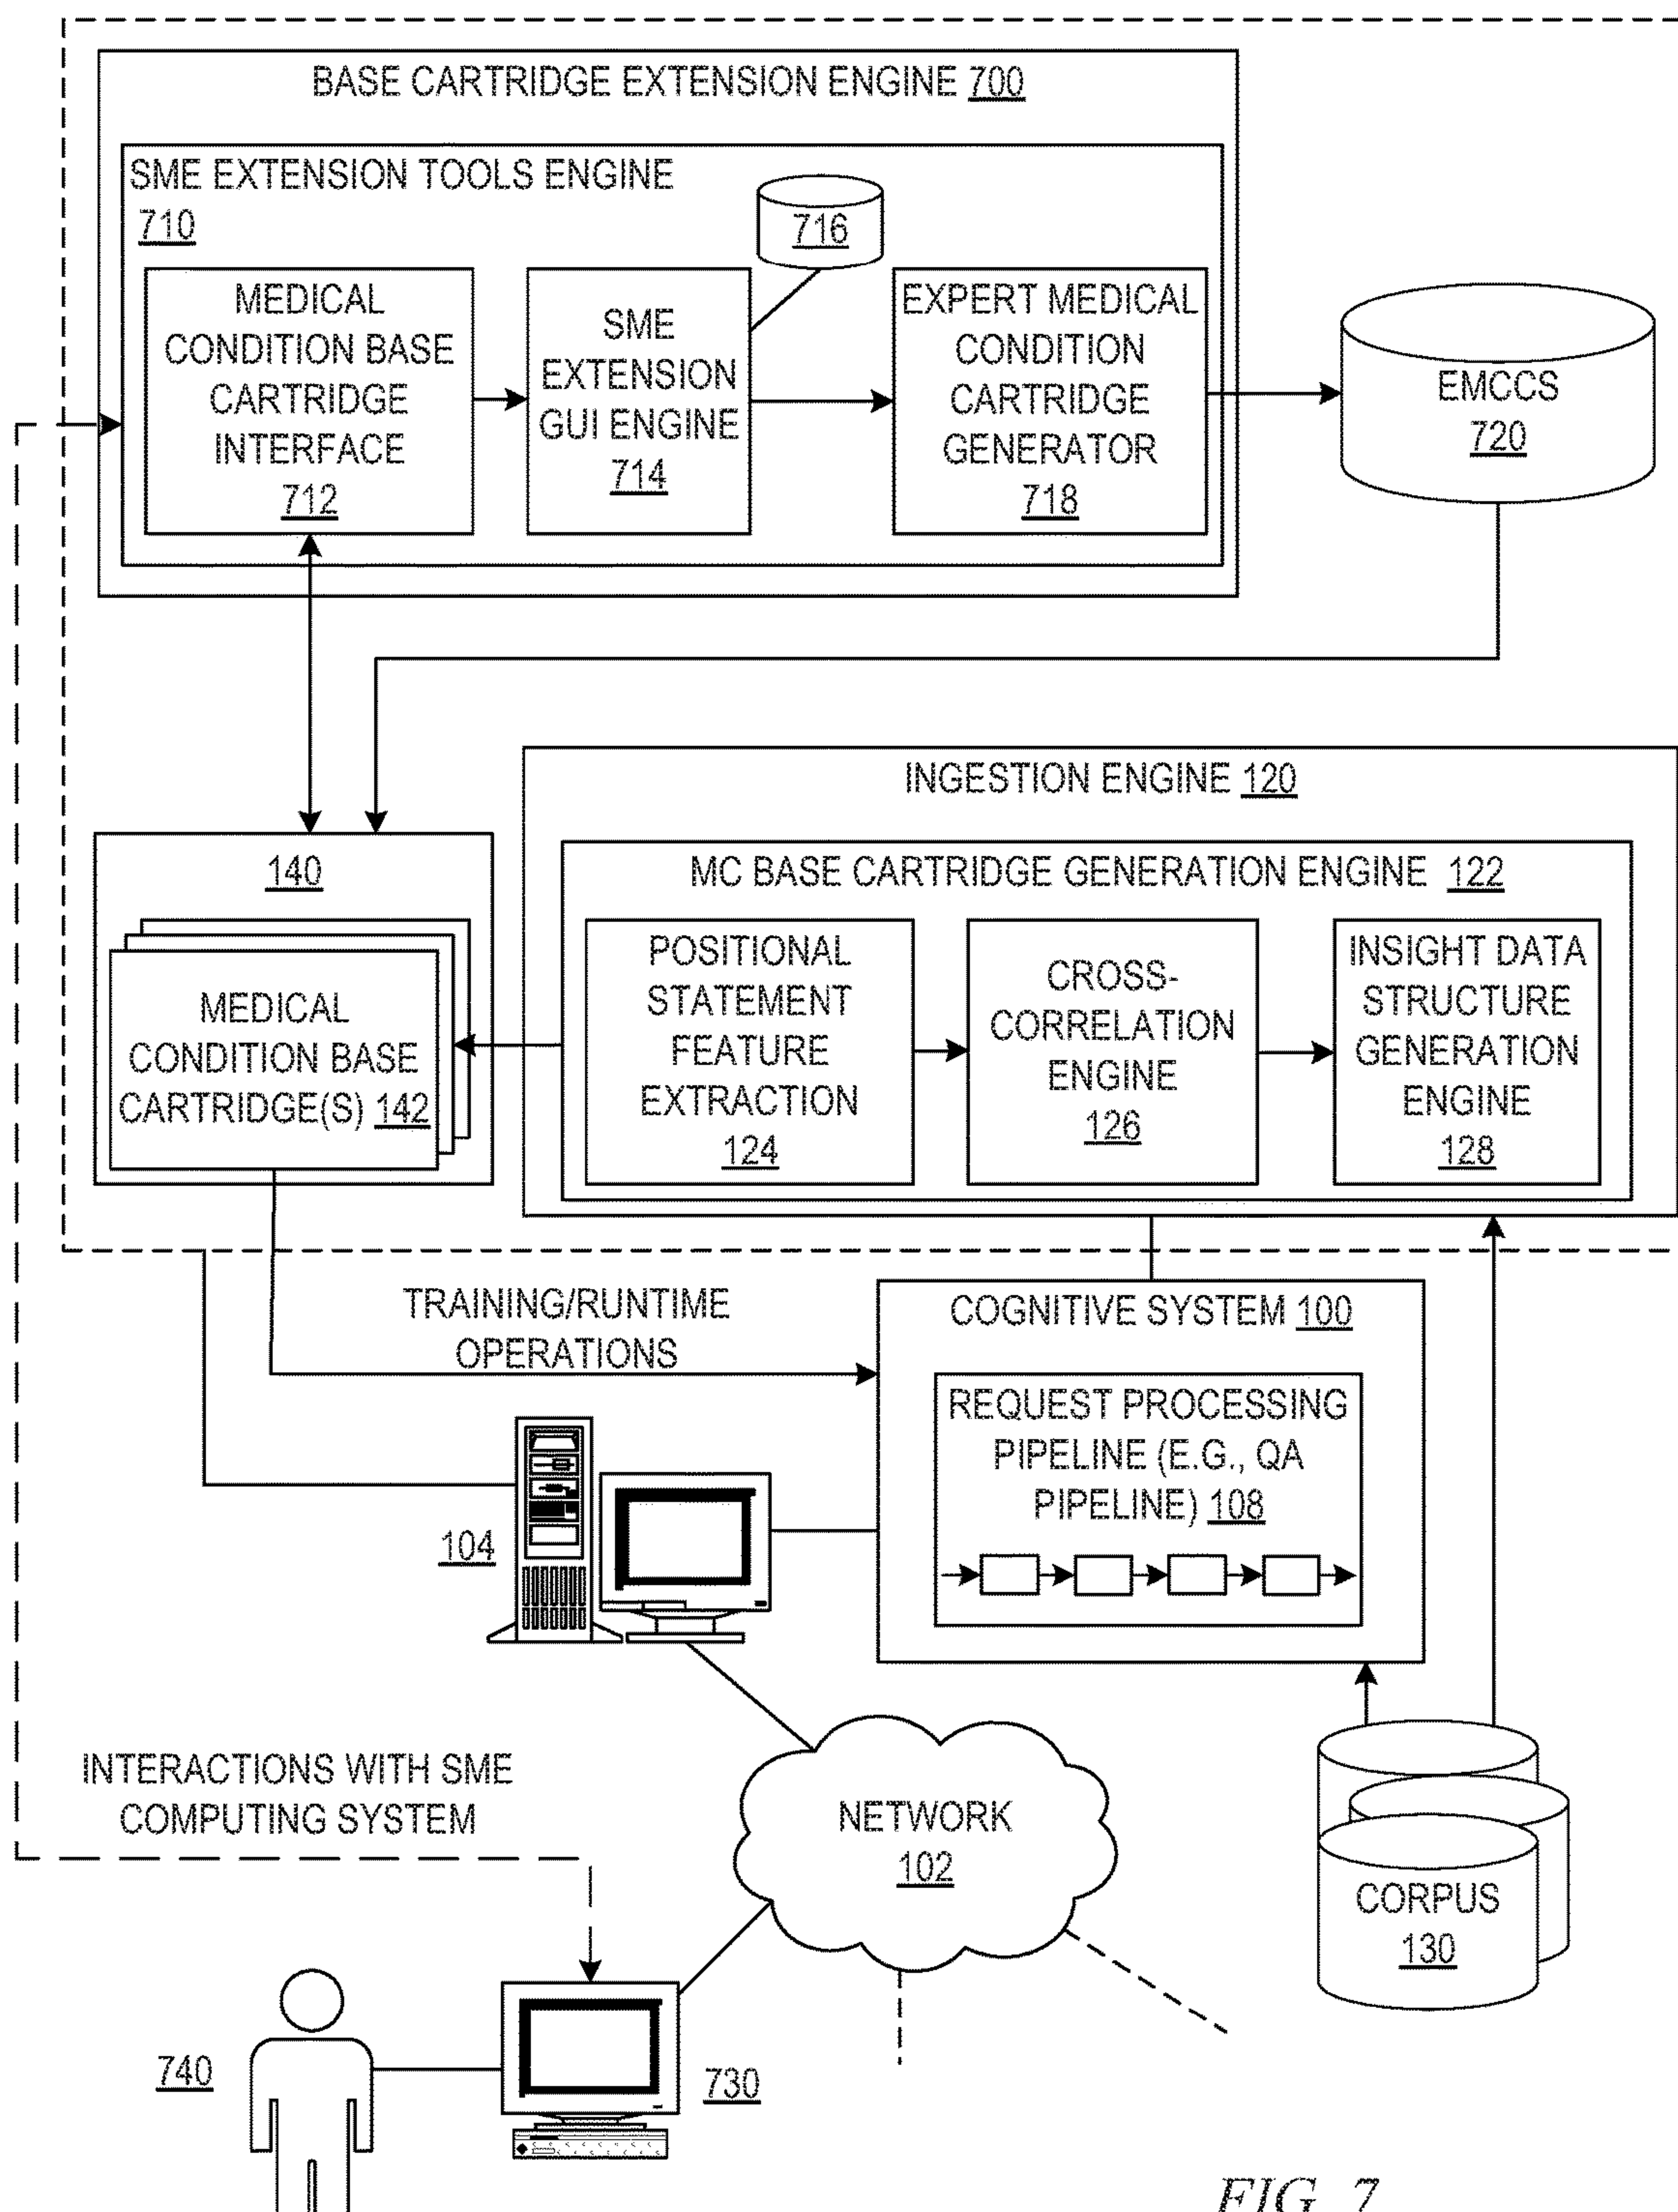 BASE CARTRIDGE EXTENSION ENGINE 700
SME EXTENSION TOOLS ENGINE
710
716
MEDICAL
CONDITION BASE
CARTRIDGE
INTERFACE
712
SME
EXTENSION
GUI ENGINE
714
EXPERT MEDICAL
CONDITION
CARTRIDGE
GENERATOR
718
EMCCS
720
INGESTION ENGINE 120
140
MC BASE CARTRIDGE GENERATION ENGINE 122
MEDICAL
CONDITION BASE
CARTRIDGE(S) 142
POSITIONAL
STATEMENT
FEATURE
EXTRACTION
124
CROSS-
CORRELATION
ENGINE
126
INSIGHT DATA
STRUCTURE
GENERATION
ENGINE
128
TRAINING/RUNTIME
OPERATIONS
COGNITIVE SYSTEM 100
REQUEST PROCESSING
PIPELINE (E.G., QA
PIPELINE) 108
104
INTERACTIONS WITH SME
COMPUTING SYSTEM
NETWORK
102
CORPUS
130
740
730
FIG. 7